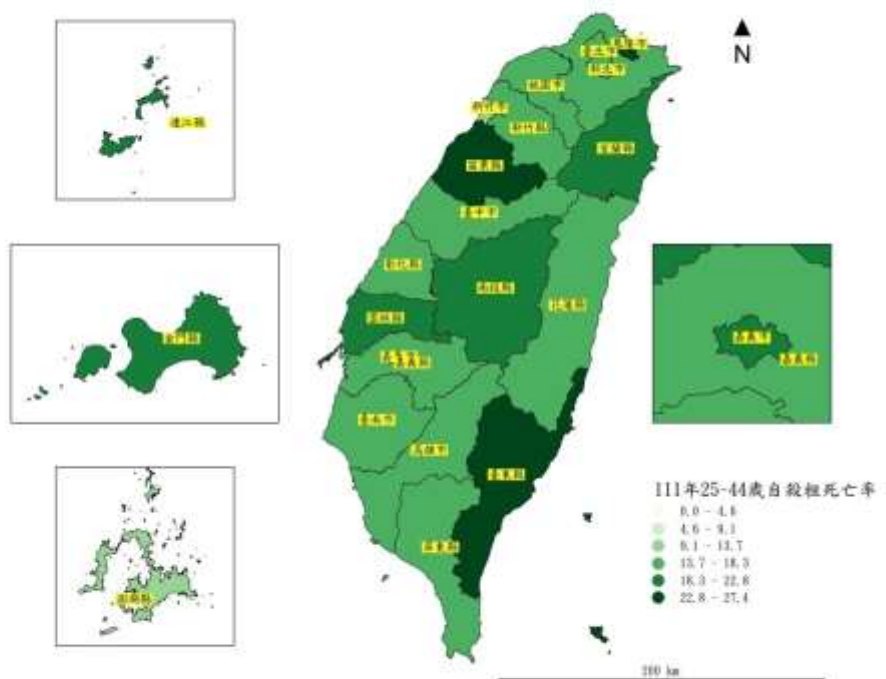 N
基隆市
臺北市
新北市
桃園市
新竹市
新竹縣
宜蘭縣
連江縣
苗栗縣
臺中市
彰化縣
南投縣
花蓮縣
雲林縣
金門縣
嘉義縣
嘉義市
嘉義縣
臺南市
高雄市
臺東縣
屏東縣
澎湖縣
111年25-44歲自殺粗死亡率
0.0 - 4.6
4.6 - 9.1
9.1 - 13.7
13.7 - 18.3
18.3 - 22.8
22.8 - 27.4
200 km